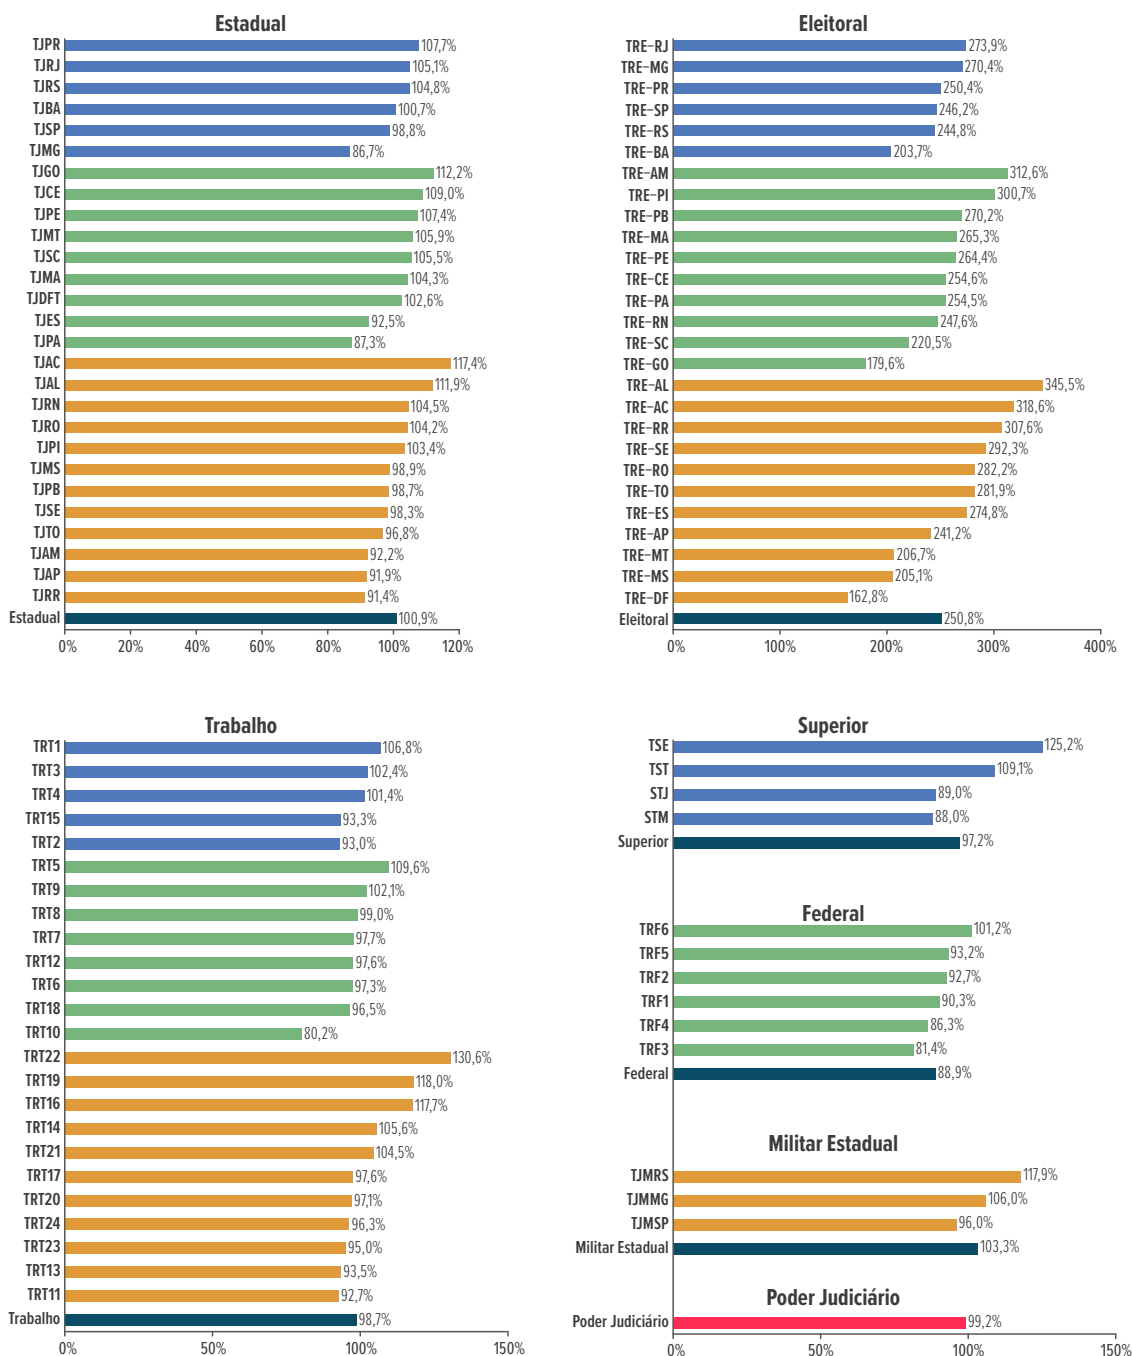 Estadual
TJPR 107,7%
TJRJ 105,1%
TJRS 104,8%
TJBA 100,7%
TJSP 98,8%
TJMG 86,7%
TJGO 112,2%
TJCE 109,0%
TJPE 107,4%
TJMT 105,9%
TJSC 105,5%
TJMA 104,3%
TJDFT 102,6%
TJES 92,5%
TJPA 87,3%
TJAC 117,4%
TJAL 111,9%
TJRN 104,5%
TJRO 104,2%
TJPI 103,4%
TJMS 98,9%
TJPB 98,7%
TJSE 98,3%
TJTO 96,8%
TJAM 92,2%
TJAP 91,9%
TJRR 91,4%
Estadual 100,9%
0% 20% 40% 60% 80% 100% 120%
Eleitoral
TRE-RJ 273,9%
TRE-MG 270,4%
TRE-PR 250,4%
TRE-SP 246,2%
TRE-RS 244,8%
TRE-BA 203,7%
TRE-AM 312,6%
TRE-PI 300,7%
TRE-PB 270,2%
TRE-MA 265,3%
TRE-PE 264,4%
TRE-CE 254,6%
TRE-PA 254,5%
TRE-RN 247,6%
TRE-SC 220,5%
TRE-GO 179,6%
TRE-AL 345,5%
TRE-AC 318,6%
TRE-RR 307,6%
TRE-SE 292,3%
TRE-RO 282,2%
TRE-TO 281,9%
TRE-ES 274,8%
TRE-AP 241,2%
TRE-MT 206,7%
TRE-MS 205,1%
TRE-DF 162,8%
Eleitoral 250,8%
0% 100% 200% 300% 400%
Trabalho
TRT1 106,8%
TRT3 102,4%
TRT4 101,4%
TRT15 93,3%
TRT2 93,0%
TRT5 109,6%
TRT9 102,1%
TRT8 99,0%
TRT7 97,7%
TRT12 97,6%
TRT6 97,3%
TRT18 96,5%
TRT10 80,2%
TRT22 130,6%
TRT19 118,0%
TRT16 117,7%
TRT14 105,6%
TRT21 104,5%
TRT17 97,6%
TRT20 97,1%
TRT24 96,3%
TRT23 95,0%
TRT13 93,5%
TRT11 92,7%
Trabalho 98,7%
0% 50% 100% 150%
Superior
TSE 125,2%
TST 109,1%
STJ 89,0%
STM 88,0%
Superior 97,2%
Federal
TRF6 101,2%
TRF5 93,2%
TRF2 92,7%
TRF1 90,3%
TRF4 86,3%
TRF3 81,4%
Federal 88,9%
Militar Estadual
TJMRS 117,9%
TJMMG 106,0%
TJMSP 96,0%
Militar Estadual 103,3%
Poder Judiciário
Poder Judiciário 99,2%
0% 50% 100% 150%